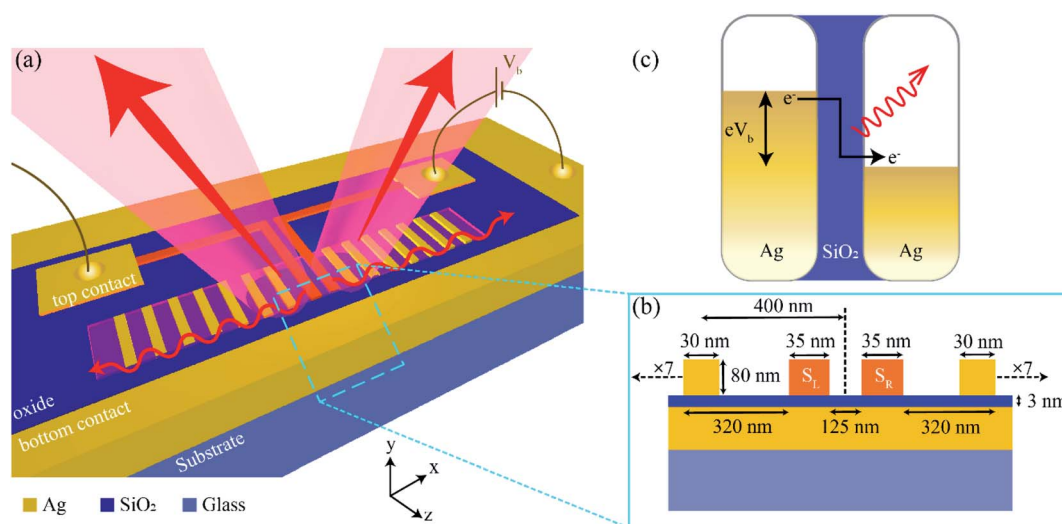 (a)
V_b
top contact
oxide
bottom contact
Substrate
y
x
z
Ag
SiO₂
Glass
(c)
e⁻
eV_b
e⁻
Ag
SiO₂
Ag
(b)
400 nm
30 nm
35 nm
35 nm
30 nm
×7
S_L
S_R
×7
80 nm
3 nm
320 nm
125 nm
320 nm